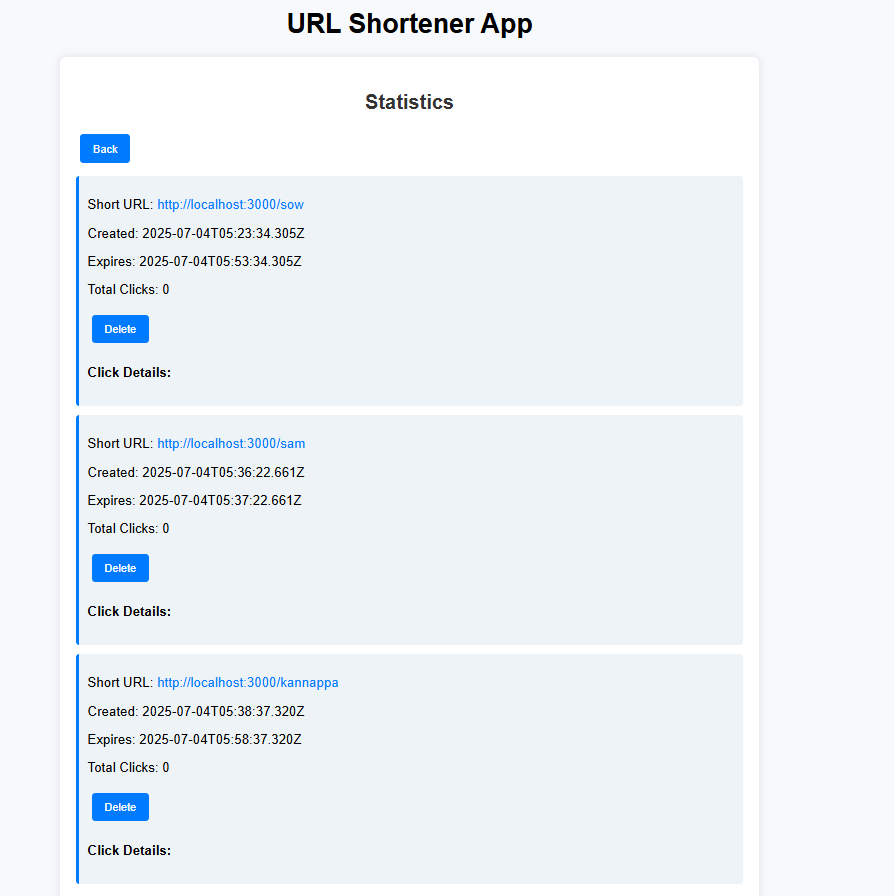 URL Shortener App
Statistics
Back
Short URL: http://localhost:3000/sow
Created: 2025-07-04T05:23:34.305Z
Expires: 2025-07-04T05:53:34.305Z
Total Clicks: 0
Delete
Click Details:
Short URL: http://localhost:3000/sam
Created: 2025-07-04T05:36:22.661Z
Expires: 2025-07-04T05:37:22.661Z
Total Clicks: 0
Delete
Click Details:
Short URL: http://localhost:3000/kannappa
Created: 2025-07-04T05:38:37.320Z
Expires: 2025-07-04T05:58:37.320Z
Total Clicks: 0
Delete
Click Details: